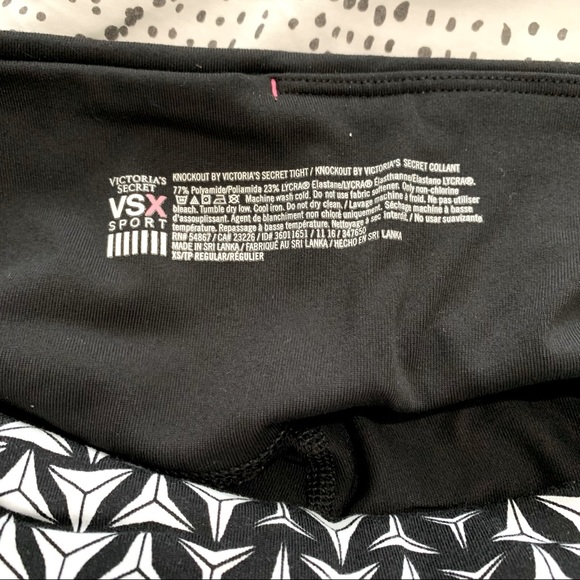 VICTORIA'S
SECRET
VSX
SPORT
KNOCKOUT BY VICTORIA'S SECRET TIGHT / KNOCKOUT BY VICTORIA'S SECRET COLLANT
77% Polyamide/Poliamida 23% LYCRA® Elastane/LYCRA® Élasthanne/Elastano LYCRA®.
Machine wash cold. Do not use fabric softener. Only non-chlorine
bleach. Tumble dry low. Cool iron. Do not dry clean. / Lavage machine à froid. Ne pas utiliser
d'assouplissant. Agent de blanchiment non chloré uniquement. Séchage machine à basse
température. Repassage basse température. Nettoyage à sec interdit. / No usar suavizantes
RN# 54867 / CA# 23226 / ID# 36011651 / 11 16 / 347650
MADE IN SRI LANKA / FABRIQUÉ AU SRI LANKA / HECHO EN SRI LANKA
XS/TP REGULAR/RÉGULIER